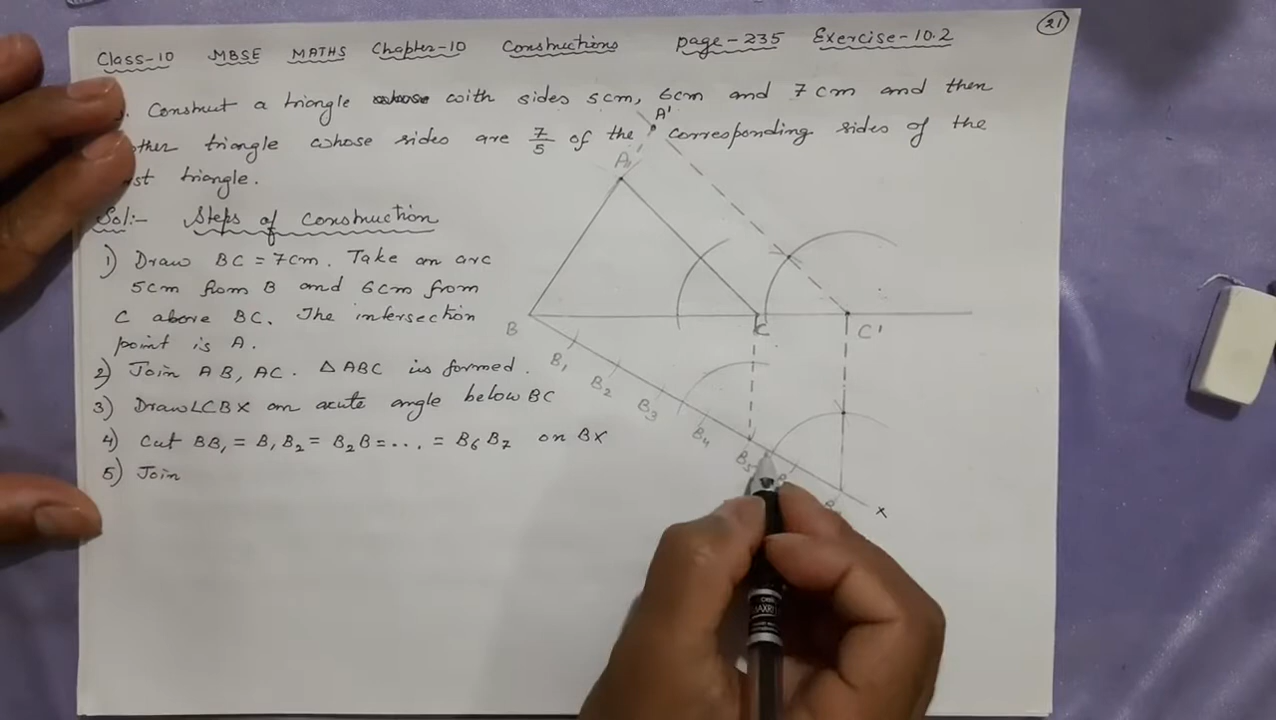 21
Class-10 MBSE MATHS Chapter-10 Constructions page-235 Exercise-10.2
. Construct a triangle with sides 5cm, 6cm and 7cm and then
other triangle whose sides are 7/5 of the corresponding sides of the
st triangle.
Sol:- Steps of Construction
1) Draw BC = 7cm. Take an arc
5cm from B and 6cm from
C above BC. The intersection
point is A.
2) Join AB, AC. △ABC is formed.
3) Draw∠CBX an acute angle below BC
4) Cut BB₁ = B₁B₂ = B₂B = ... = B₆B₇ on BX
5) Join
A'
A
B
C
C'
B₁
B₂
B₃
B₄
B₅
X